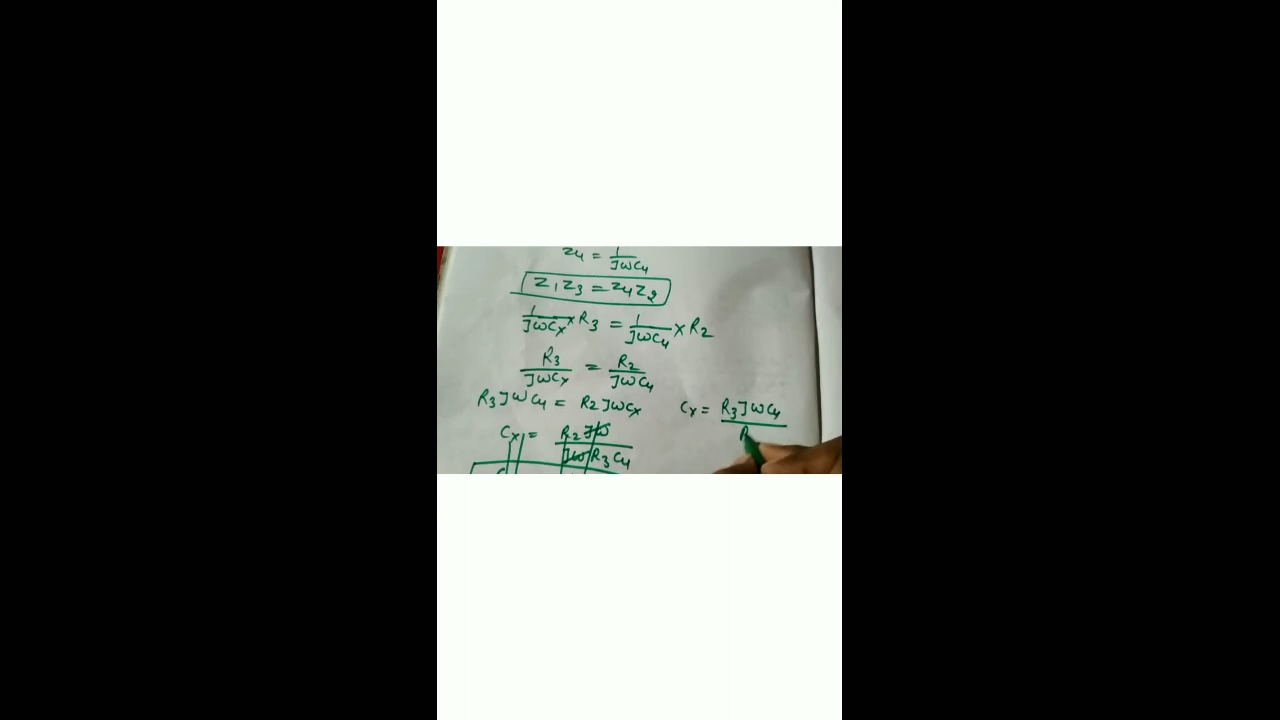 Z4 = 1/JωC4
Z1Z3 = Z4Z2
1/JωCx × R3 = 1/JωC4 × R2
R3/JωCx = R2/JωC4
R3JωC4 = R2JωCx
Cx = R2Jω/JωR3C4
Cx = R3JωC4/R